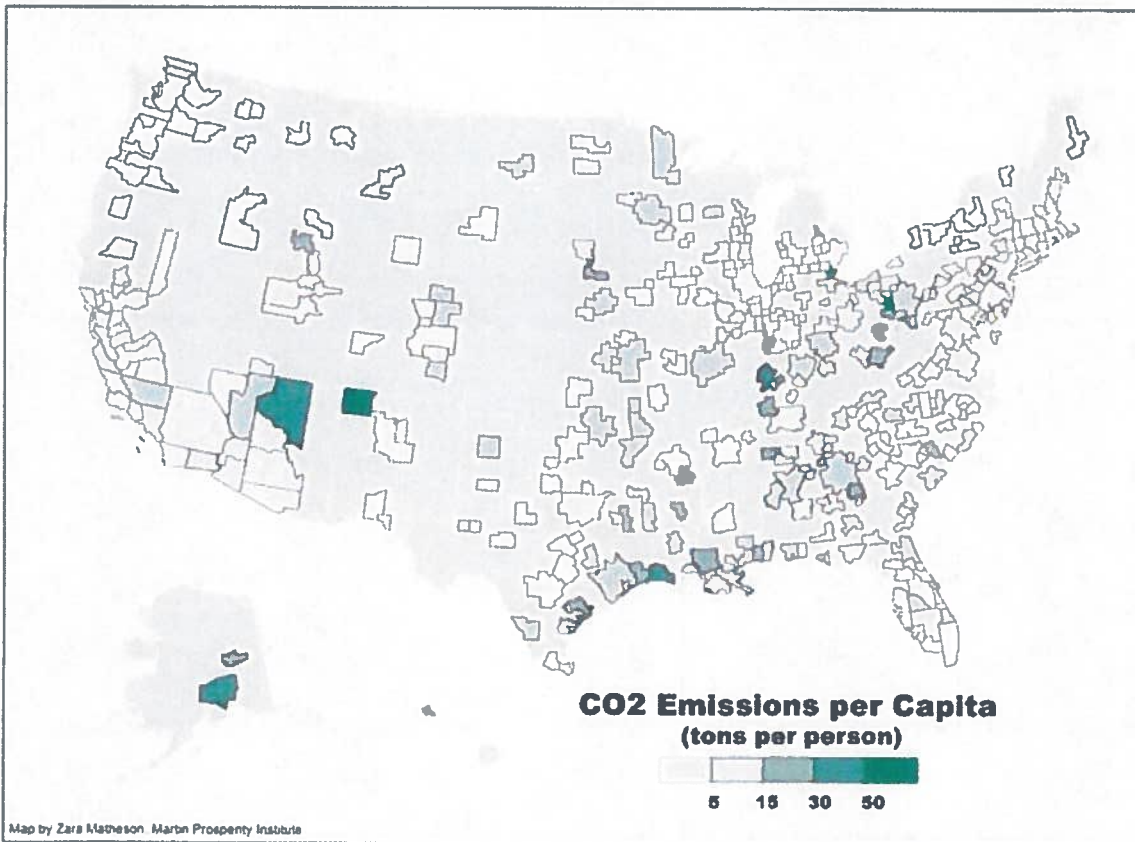 CO2 Emissions per Capita
(tons per person)
5 15 30 50
Map by Zara Matheson, Martin Prosperity Institute